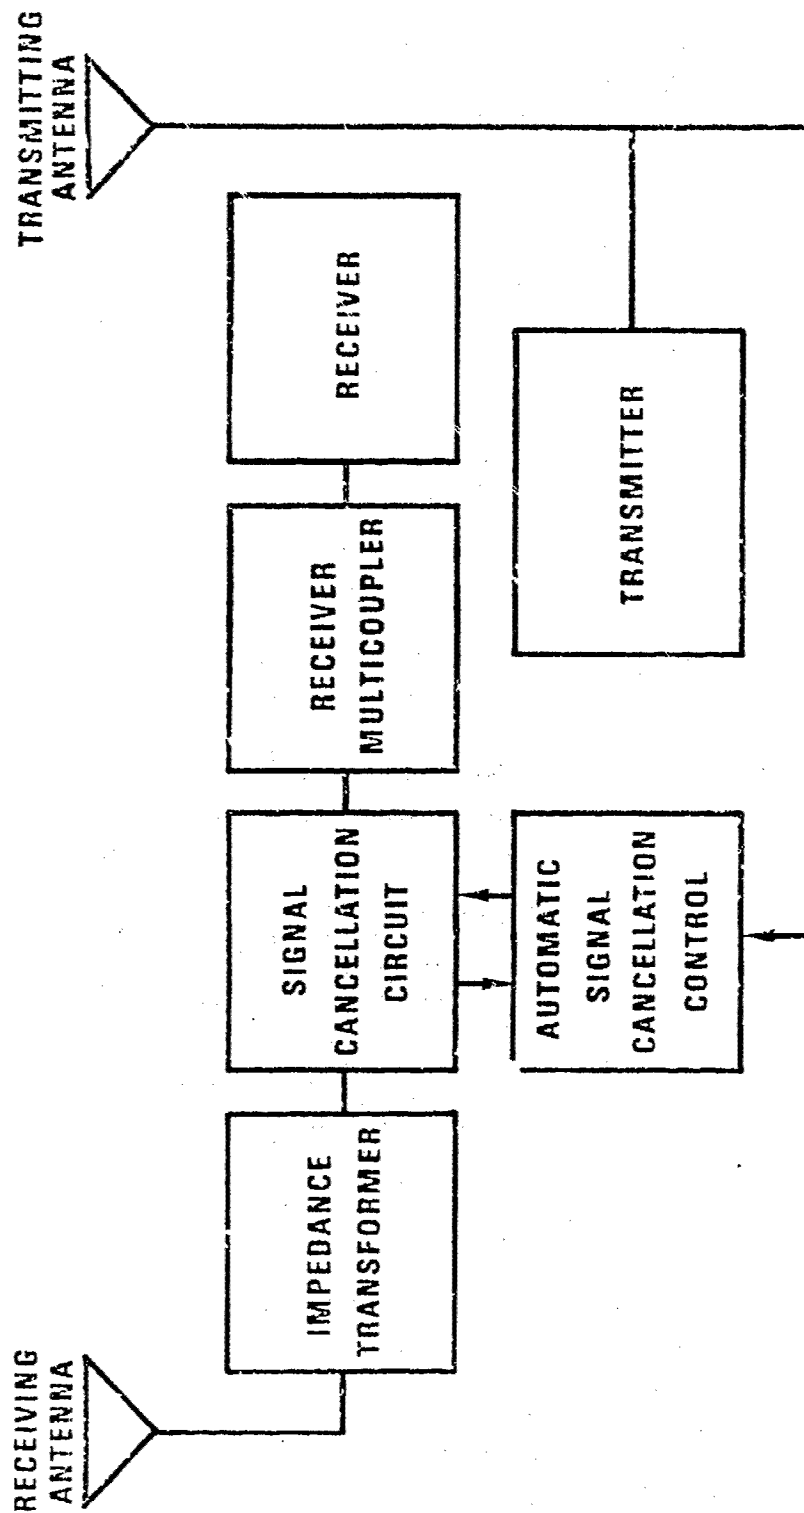 RECEIVING
ANTENNA
TRANSMITTING
ANTENNA
IMPEDANCE
TRANSFORMER
SIGNAL
CANCELLATION
CIRCUIT
RECEIVER
MULTICOUPLER
RECEIVER
AUTOMATIC
SIGNAL
CANCELLATION
CONTROL
TRANSMITTER